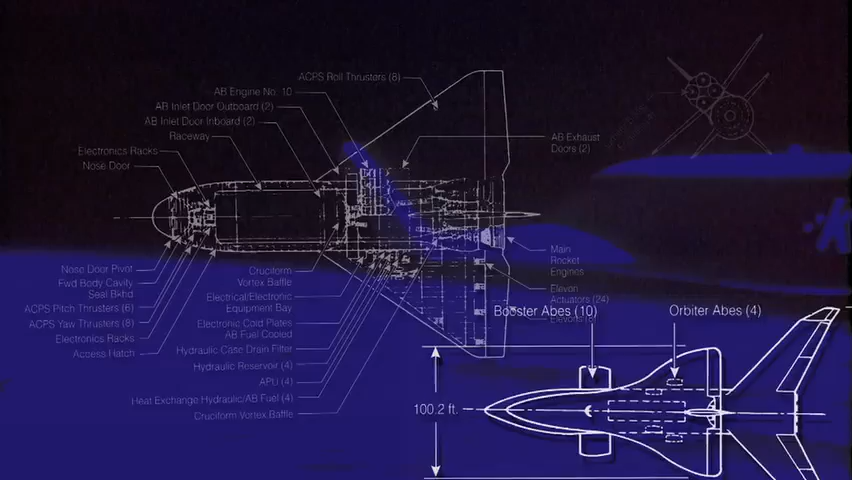 ACPS Roll Thrusters (8)
AB Engine No. 10
AB Inlet Door Outboard (2)
AB Inlet Door Inboard (2)
Raceway
Electronics Racks
Nose Door
AB Exhaust
Doors (2)
Nose Door Pivot
Fwd Body Cavity
Seal Bkhd
ACPS Pitch Thrusters (6)
ACPS Yaw Thrusters (8)
Electronics Racks
Access Hatch
Cruciform
Vortex Baffle
Electrical/Electronic
Equipment Bay
Electronic Cold Plates
AB Fuel Cooled
Hydraulic Case Drain Filter
Hydraulic Reservoir (4)
APU (4)
Heat Exchange Hydraulic/AB Fuel (4)
Cruciform Vortex Baffle
Main
Rocket
Engines
Elevon
Actuators (24)
Elevons
Booster Abes (10)
Orbiter Abes (4)
100.2 ft.